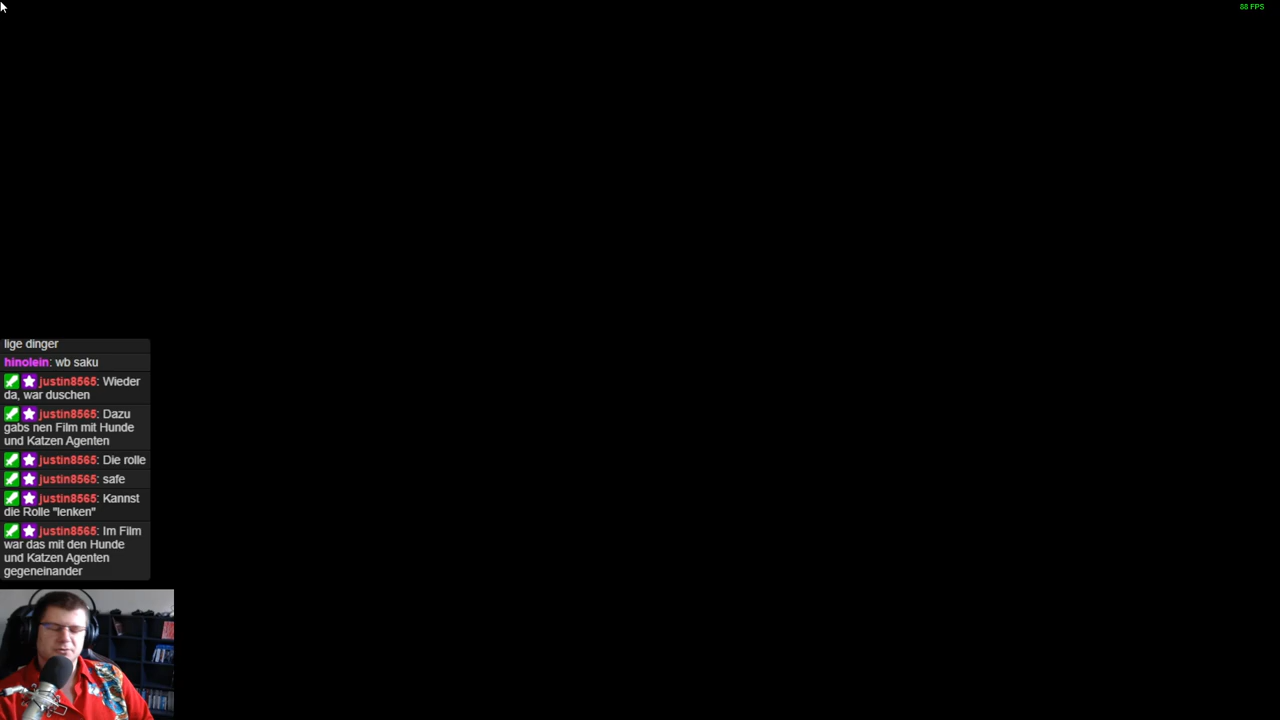 88 FPS
lige dinger
hinolein: wb saku
justin8565: Wieder
da, war duschen
justin8565: Dazu
gabs nen Film mit Hunde
und Katzen Agenten
justin8565: Die rolle
justin8565: safe
justin8565: Kannst
die Rolle "lenken"
justin8565: Im Film
war das mit den Hunde
und Katzen Agenten
gegeneinander